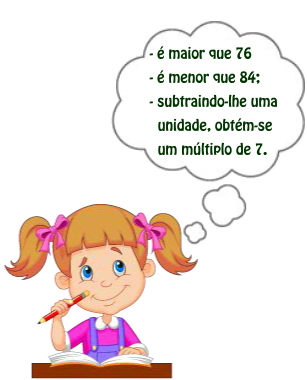 - é maior que 76
- é menor que 84;
- subtraindo-lhe uma
unidade, obtém-se
um múltiplo de 7.